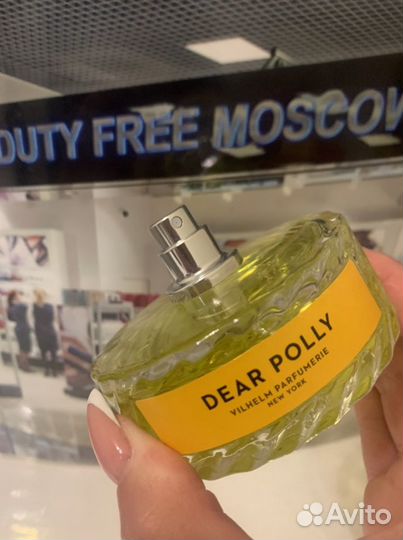 DUTY FREE MOSCOW
DEAR POLLY
VILHELM PARFUMERIE
NEW YORK
Avito